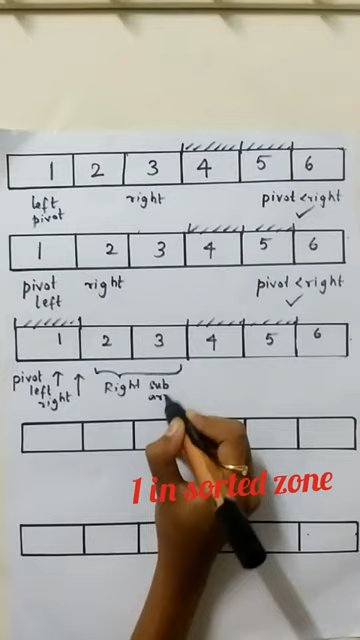 1 2 3 4 5 6
left right pivot < right
pivot
1 2 3 4 5 6
pivot right pivot < right
left
1 2 3 4 5 6
pivot
left Right sub
right arr
1 in sorted zone